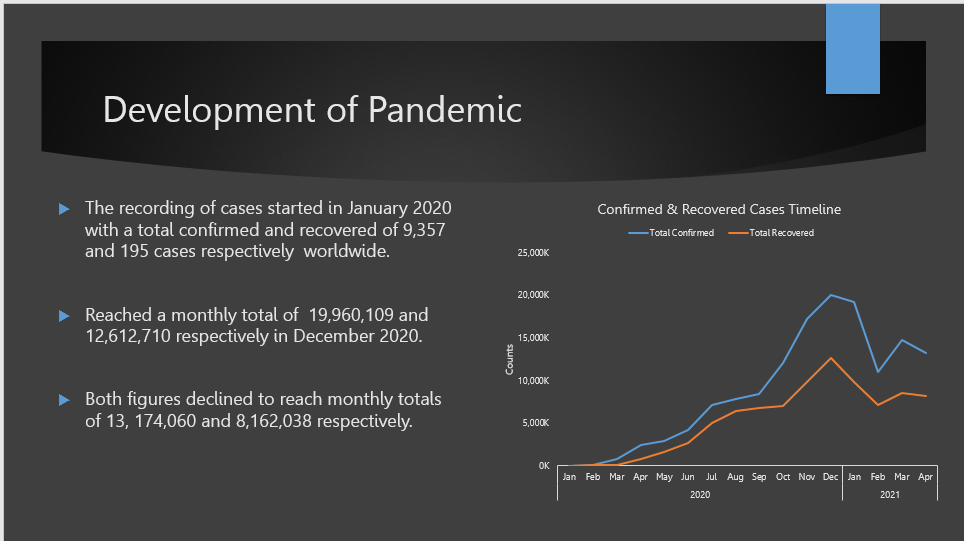 Development of Pandemic
The recording of cases started in January 2020
with a total confirmed and recovered of 9,357
and 195 cases respectively  worldwide.
Reached a monthly total of  19,960,109 and
12,612,710 respectively in December 2020.
Both figures declined to reach monthly totals
of 13, 174,060 and 8,162,038 respectively.
Confirmed & Recovered Cases Timeline
Total Confirmed Total Recovered
25,000K
20,000K
15,000K
10,000K
5,000K
0K
Counts
Jan Feb Mar Apr May Jun Jul Aug Sep Oct Nov Dec Jan Feb Mar Apr
2020 2021